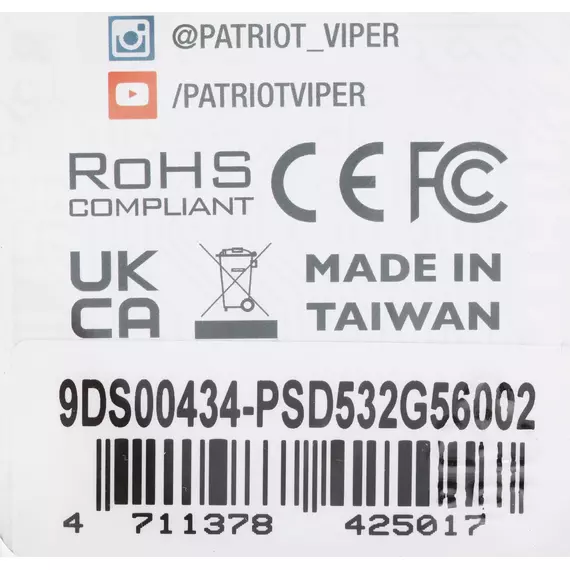 @PATRIOT_VIPER
/PATRIOTVIPER
RoHS
COMPLIANT
CE FC
UK
CA
MADE IN
TAIWAN
9DS00434-PSD532G56002
4 711378 425017